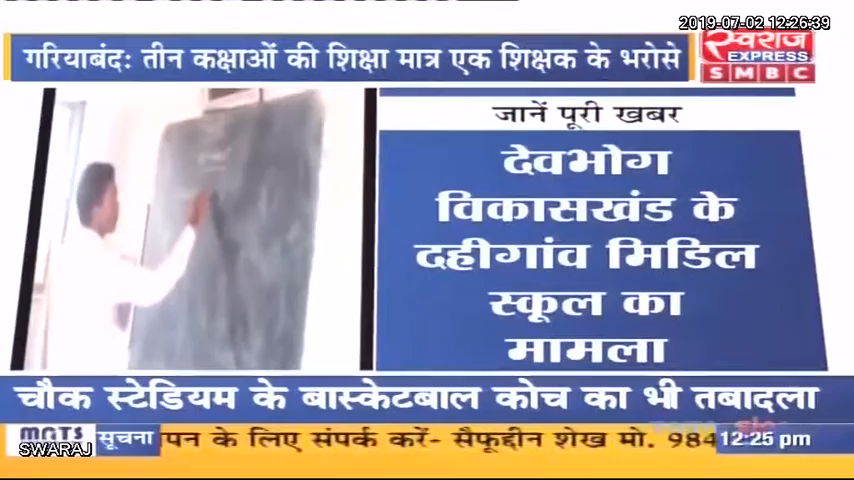 2019-07-02 12:26:39
गरियाबंद: तीन कक्षाओं की शिक्षा मात्र एक शिक्षक के भरोसे
स्वराज
EXPRESS
SMBC
जानें पूरी खबर
देवभोग
विकासखंड के
दहीगांव मिडिल
स्कूल का
मामला
चौक स्टेडियम के बास्केटबाल कोच का भी तबादला
MATS
SWARAJ
सूचना
पन के लिए संपर्क करें- सैफूद्दीन शेख मो. 984
12:25 pm